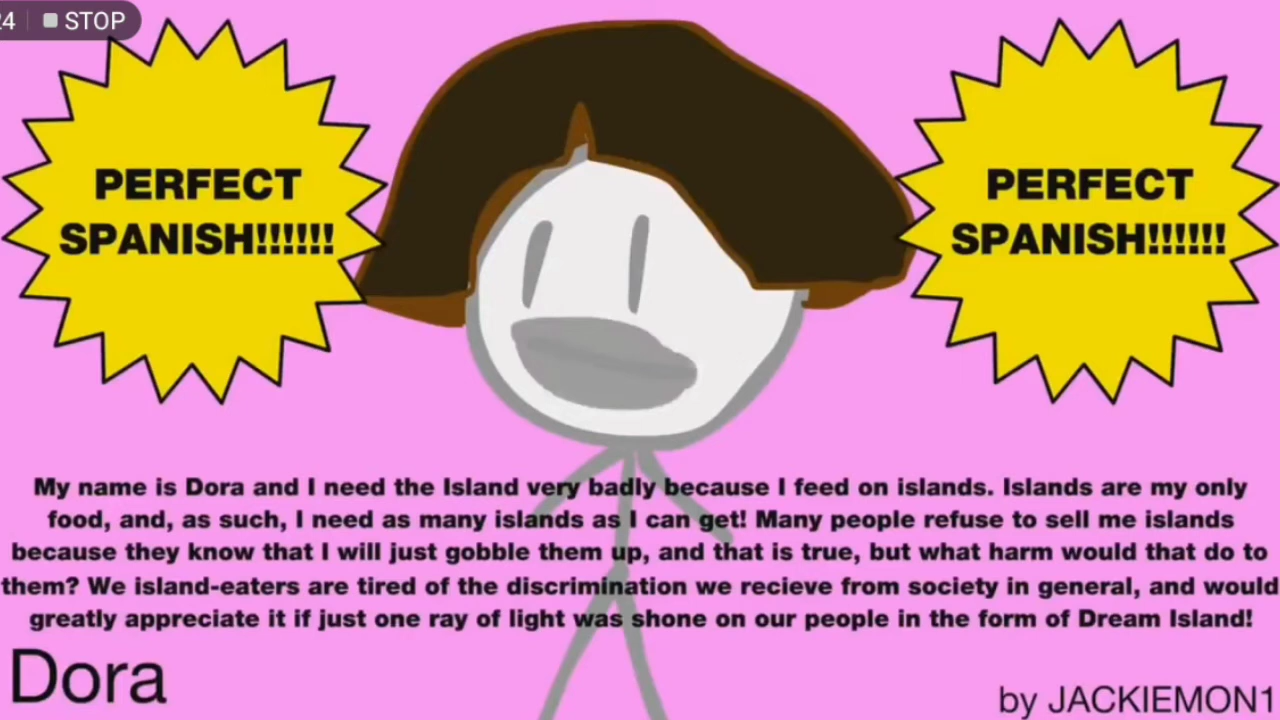 24 STOP
PERFECT
SPANISH!!!!!!
PERFECT
SPANISH!!!!!!
My name is Dora and I need the Island very badly because I feed on islands. Islands are my only
food, and, as such, I need as many islands as I can get! Many people refuse to sell me islands
because they know that I will just gobble them up, and that is true, but what harm would that do to
them? We island-eaters are tired of the discrimination we recieve from society in general, and would
greatly appreciate it if just one ray of light was shone on our people in the form of Dream Island!
Dora
by JACKIEMON1